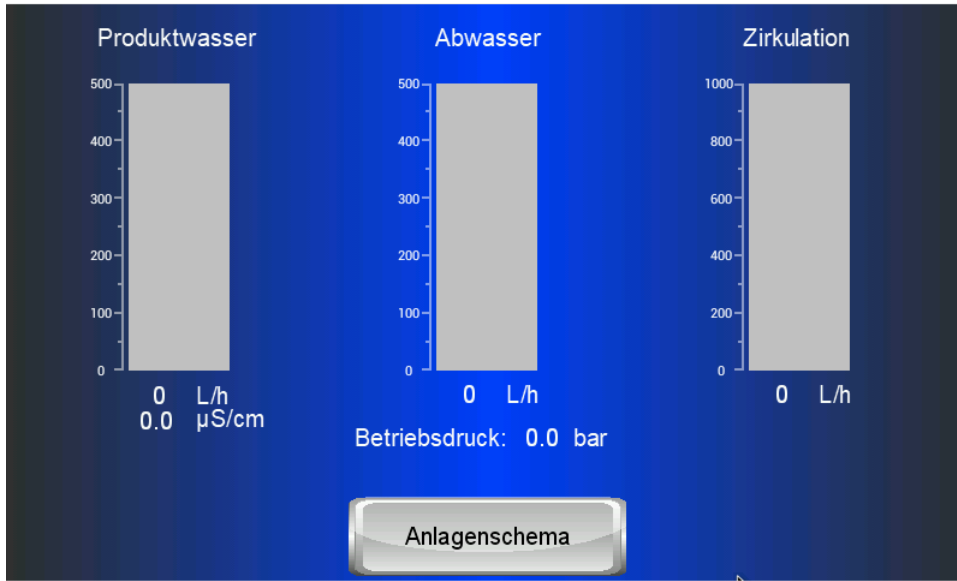 Produktwasser Abwasser Zirkulation
500 500 1000
400 400 800
300 300 600
200 200 400
100 100 200
0 0 0
0 L/h 0 L/h 0 L/h
0.0 µS/cm
Betriebsdruck: 0.0 bar
Anlagenschema